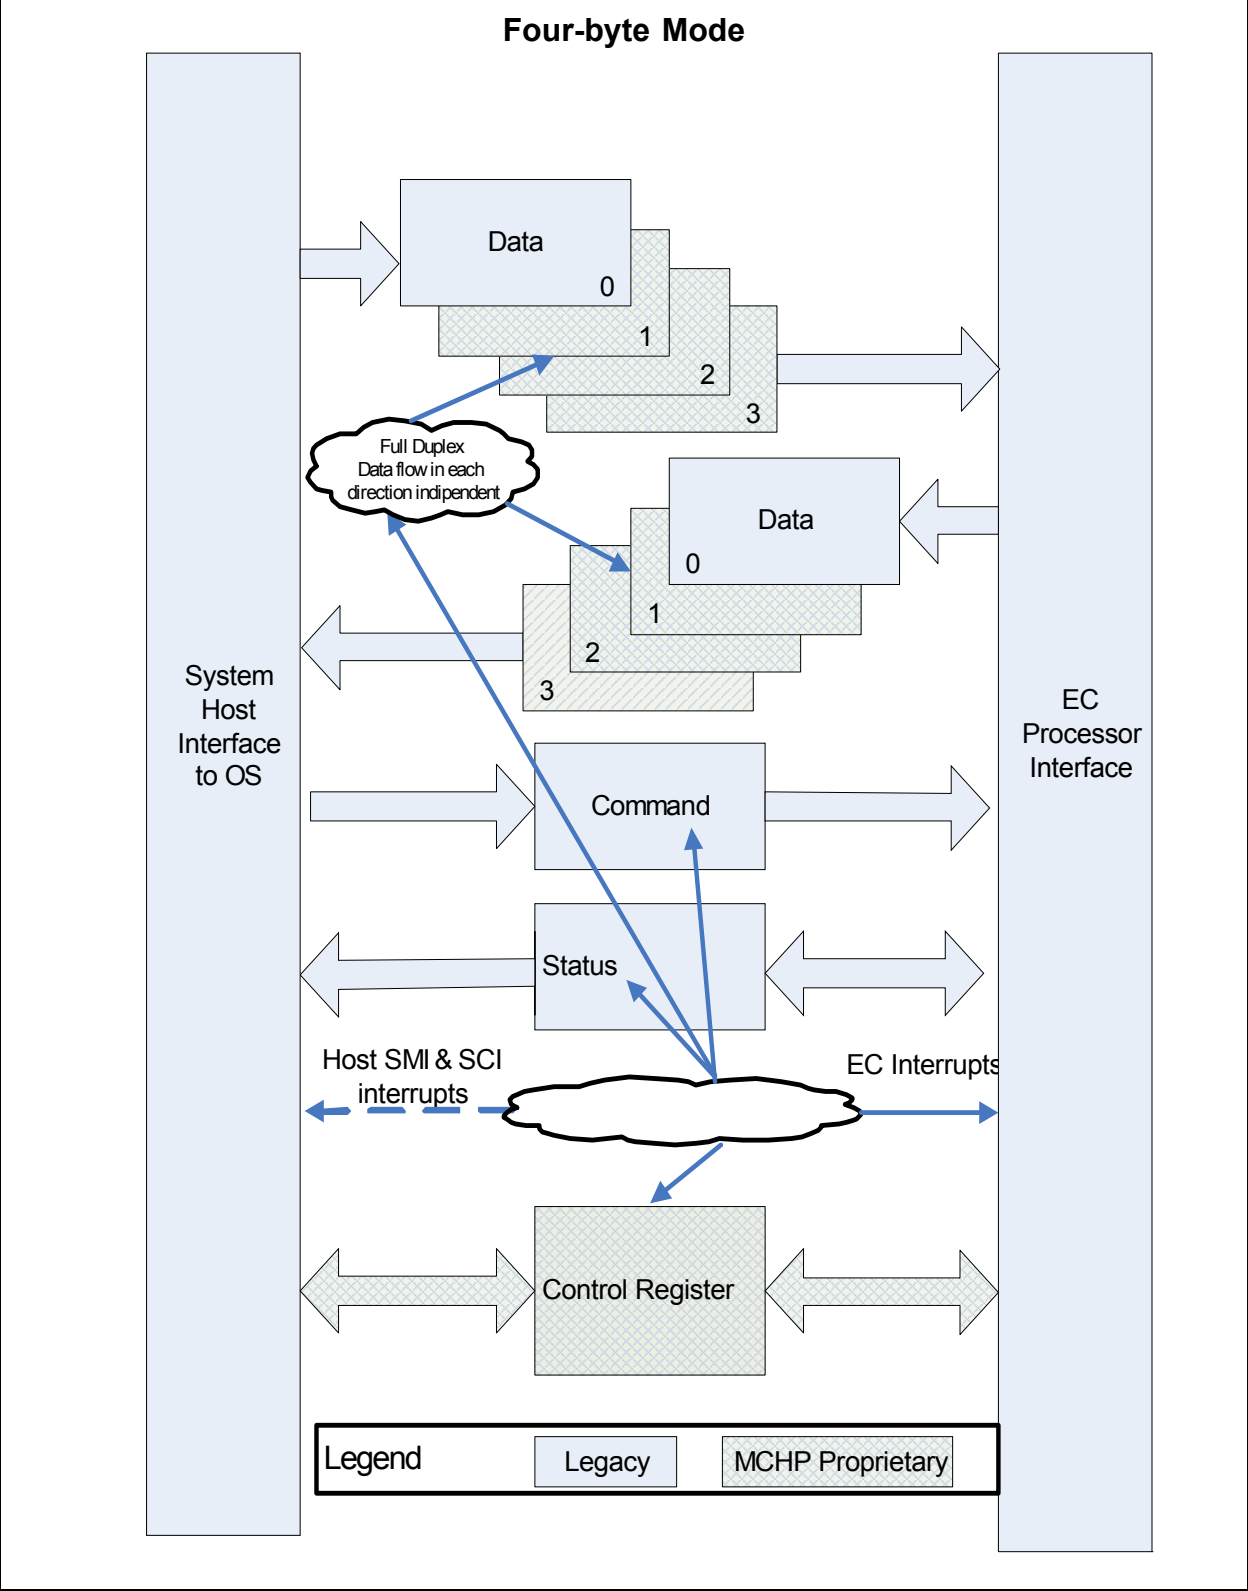 Four-byte Mode
Data
0
1
2
3
Full Duplex
Data flow in each
direction indipendent
Data
0
1
2
3
System
Host
Interface
to OS
EC
Processor
Interface
Command
Status
Host SMI & SCI
interrupts
EC Interrupts
Control Register
Legend
Legacy
MCHP Proprietary